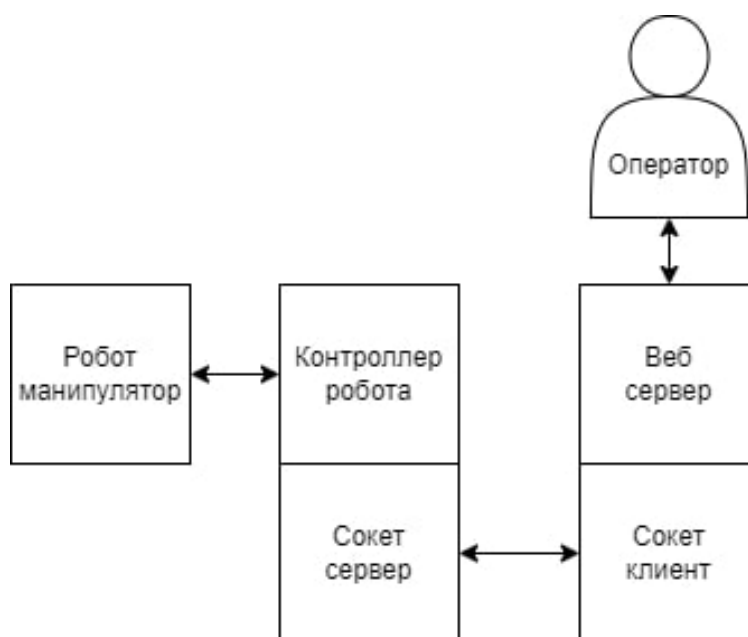 Оператор
Робот
манипулятор
Контроллер
робота
Веб
сервер
Сокет
сервер
Сокет
клиент